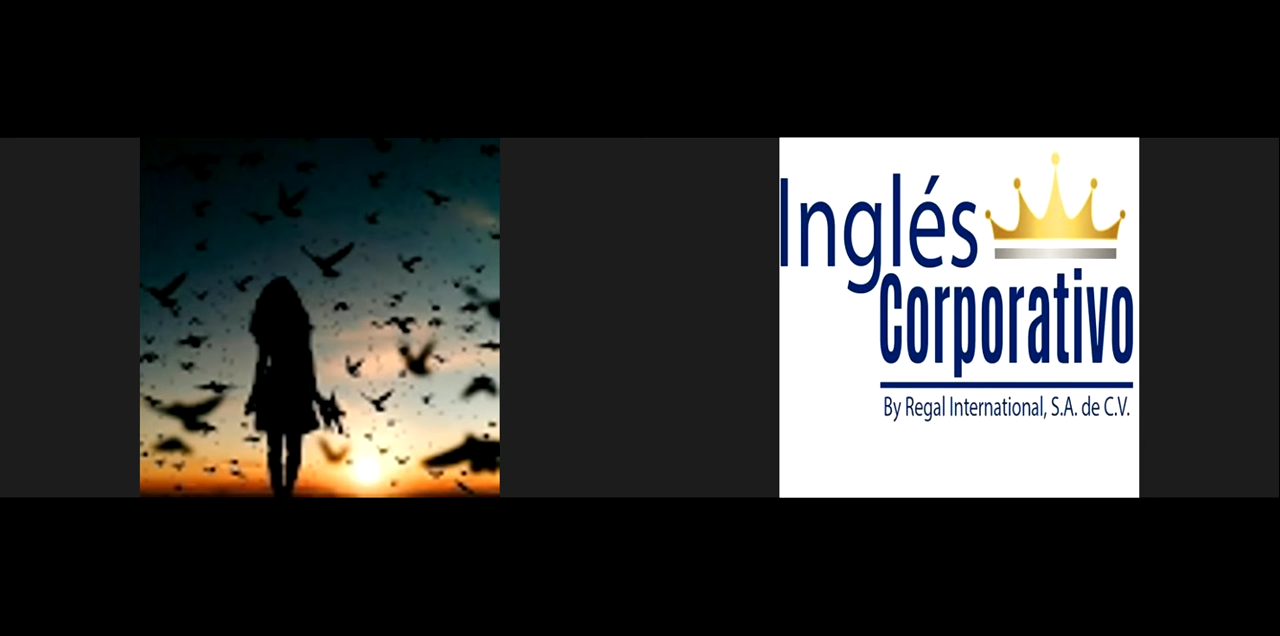 Inglés
Corporativo
By Regal International, S.A. de C.V.